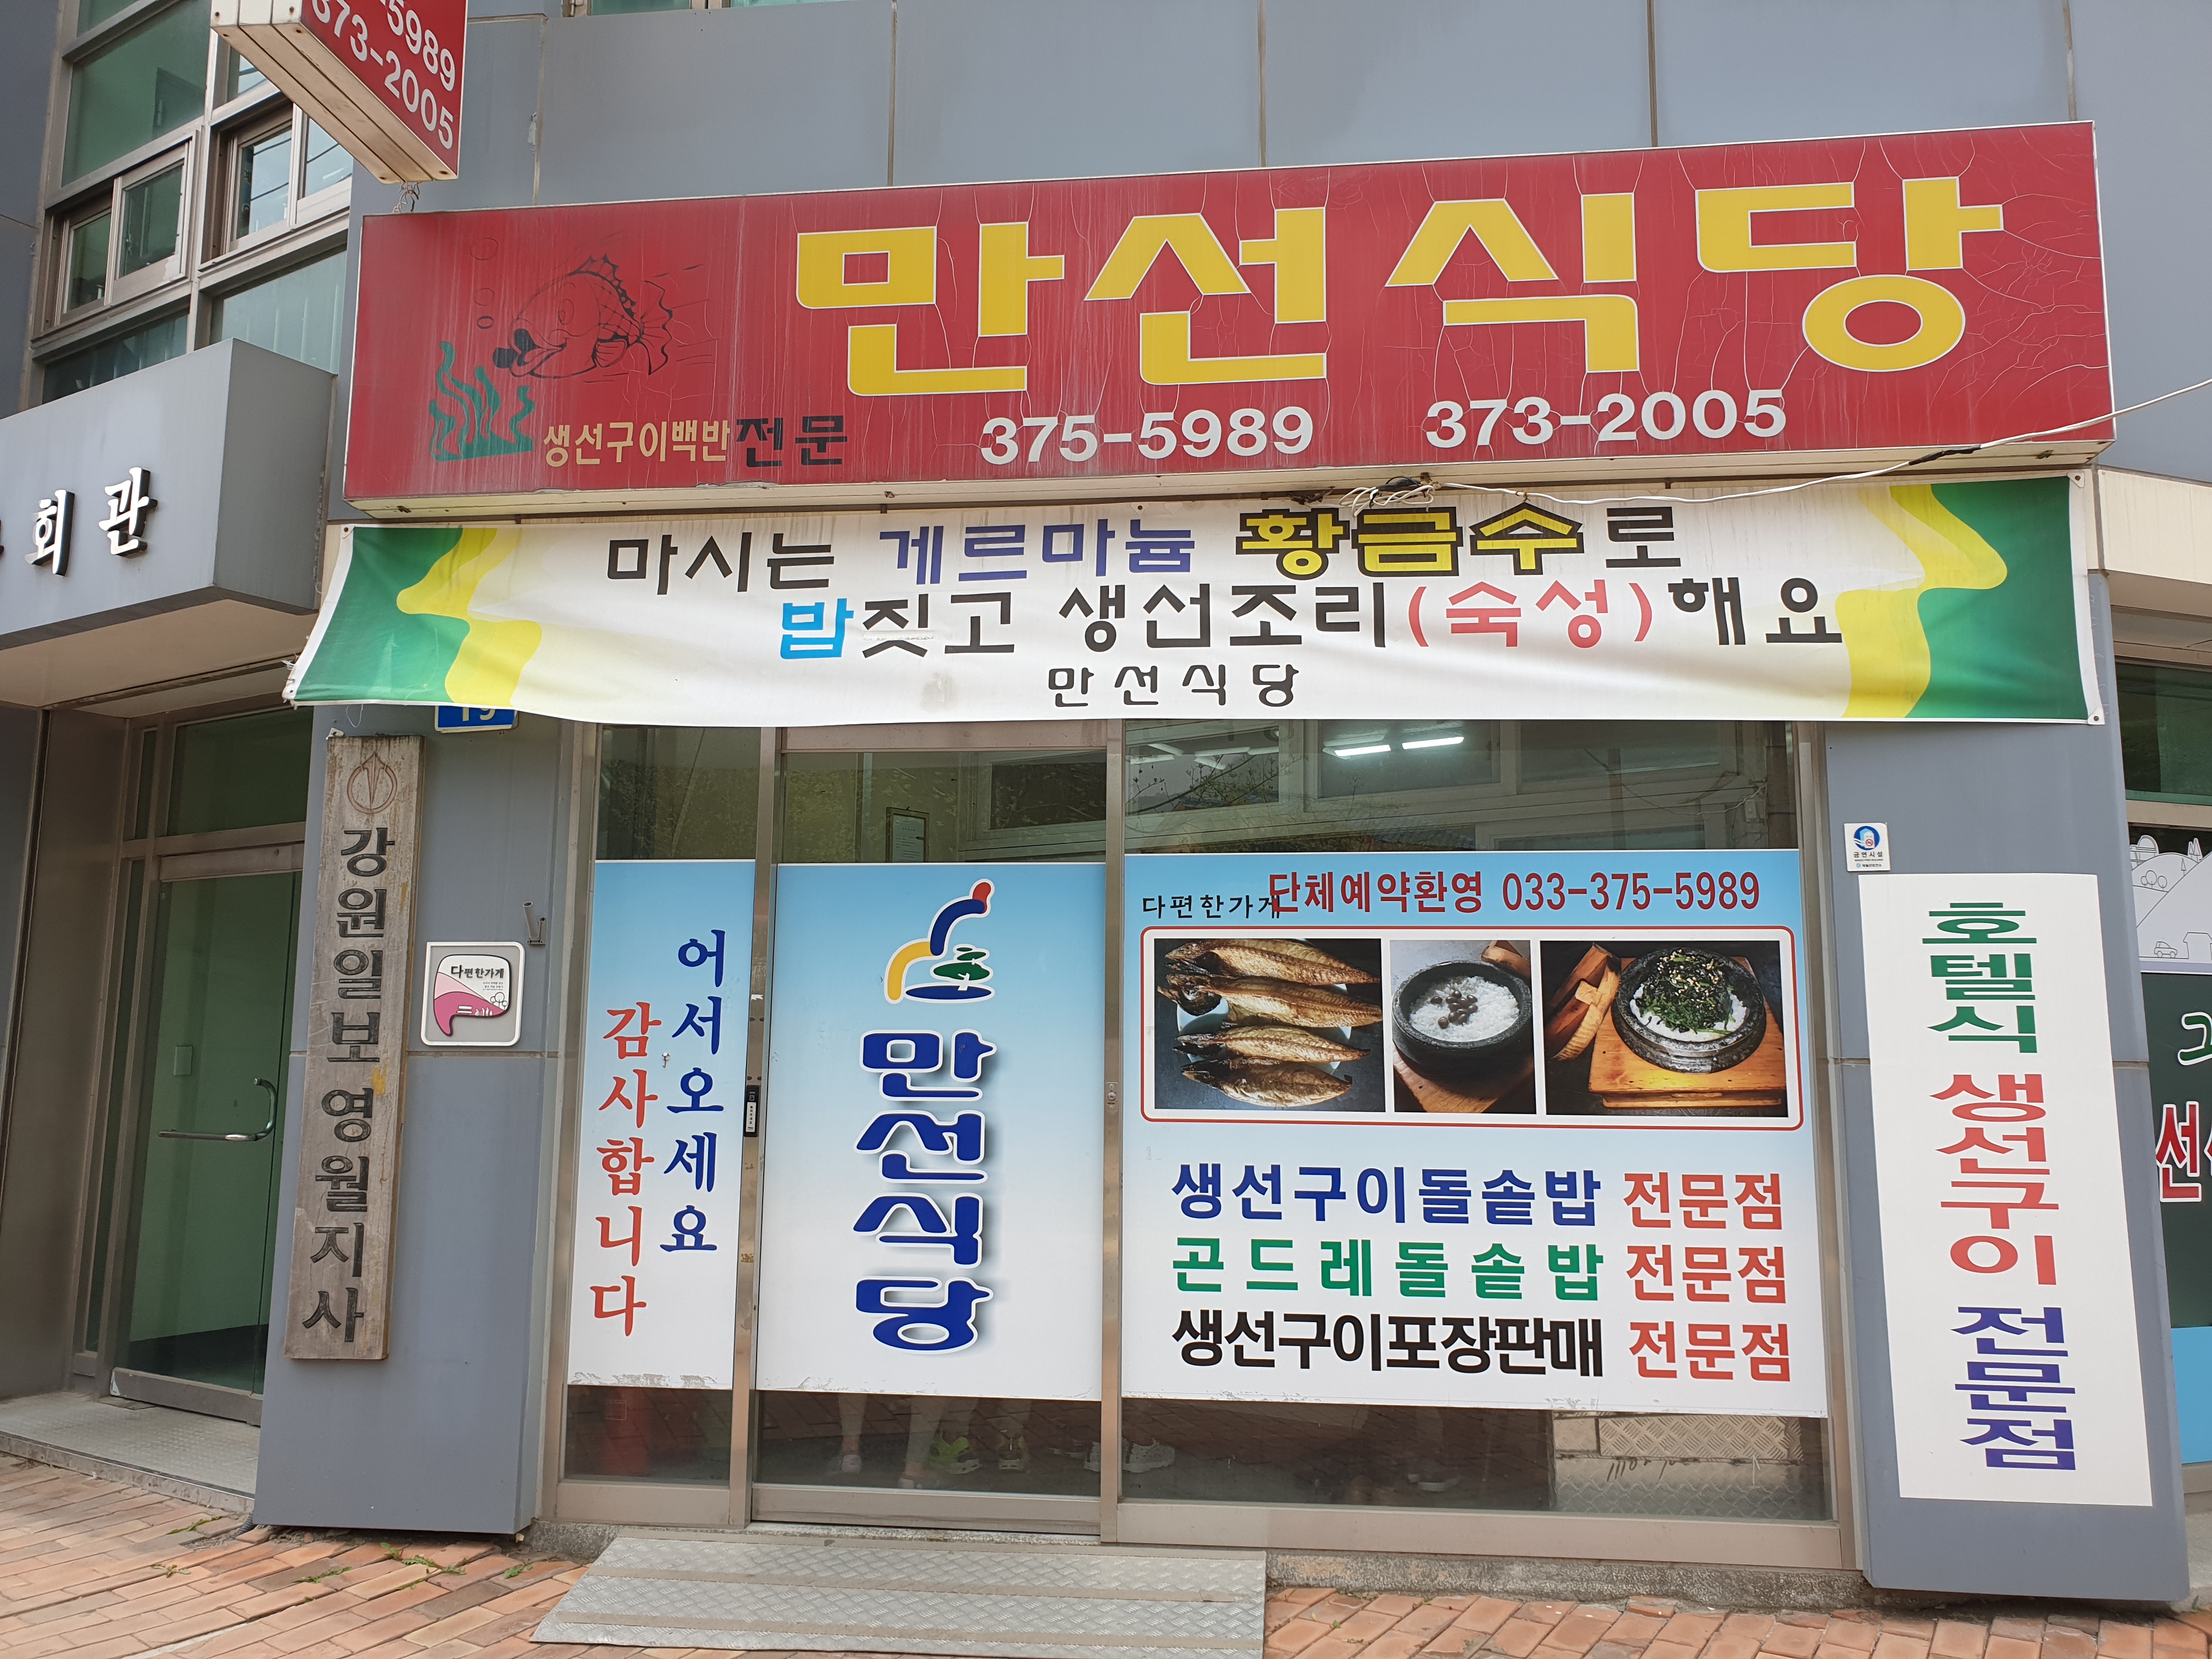 5989
373-2005
만선식당
생선구이백반전문
375-5989 373-2005
회관
마시는 게르마늄 황금수로
밥짓고 생선조리(숙성)해요
만선식당
19
강원일보영월지사
다편한가게
어서오세요
감사합니다
만선식당
다편한가게 단체예약환영 033-375-5989
생선구이돌솥밥 전문점
곤드레돌솥밥 전문점
생선구이포장판매 전문점
금연시설
호텔식 생선구이 전문점